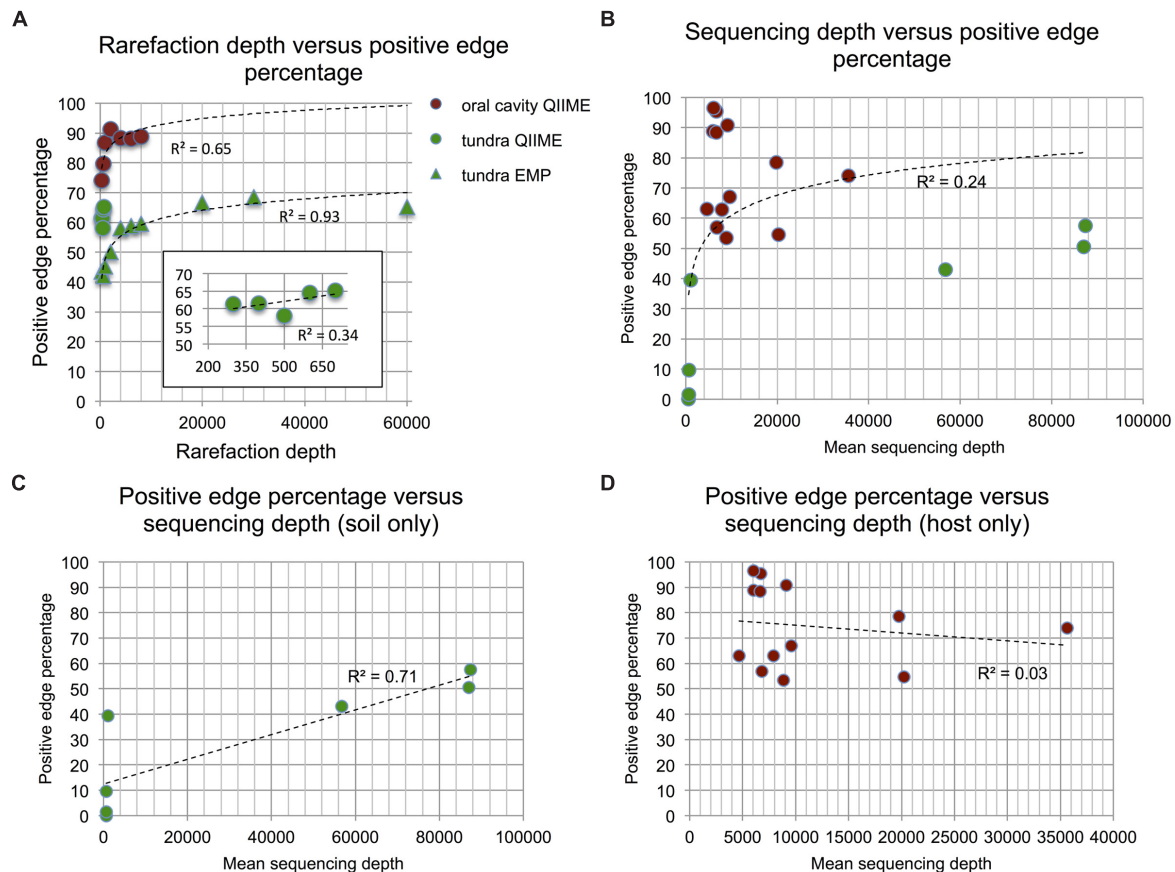 A
Rarefaction depth versus positive edge
percentage
Positive edge percentage
100
90
80
70
60
50
40
30
20
10
0
R² = 0.65
R² = 0.93
70
65
60
55
50
R² = 0.34
200 350 500 650
0 20000 40000 60000
Rarefaction depth
oral cavity QIIME
tundra QIIME
tundra EMP
B
Sequencing depth versus positive edge
percentage
Positive edge percentage
100
90
80
70
60
50
40
30
20
10
0
R² = 0.24
0 20000 40000 60000 80000 100000
Mean sequencing depth
C
Positive edge percentage versus
sequencing depth (soil only)
Positive edge percentage
100
90
80
70
60
50
40
30
20
10
0
R² = 0.71
0 20000 40000 60000 80000 100000
Mean sequencing depth
D
Positive edge percentage versus
sequencing depth (host only)
Positive edge percentage
100
90
80
70
60
50
40
30
20
10
0
R² = 0.03
0 5000 10000 15000 20000 25000 30000 35000 40000
Mean sequencing depth